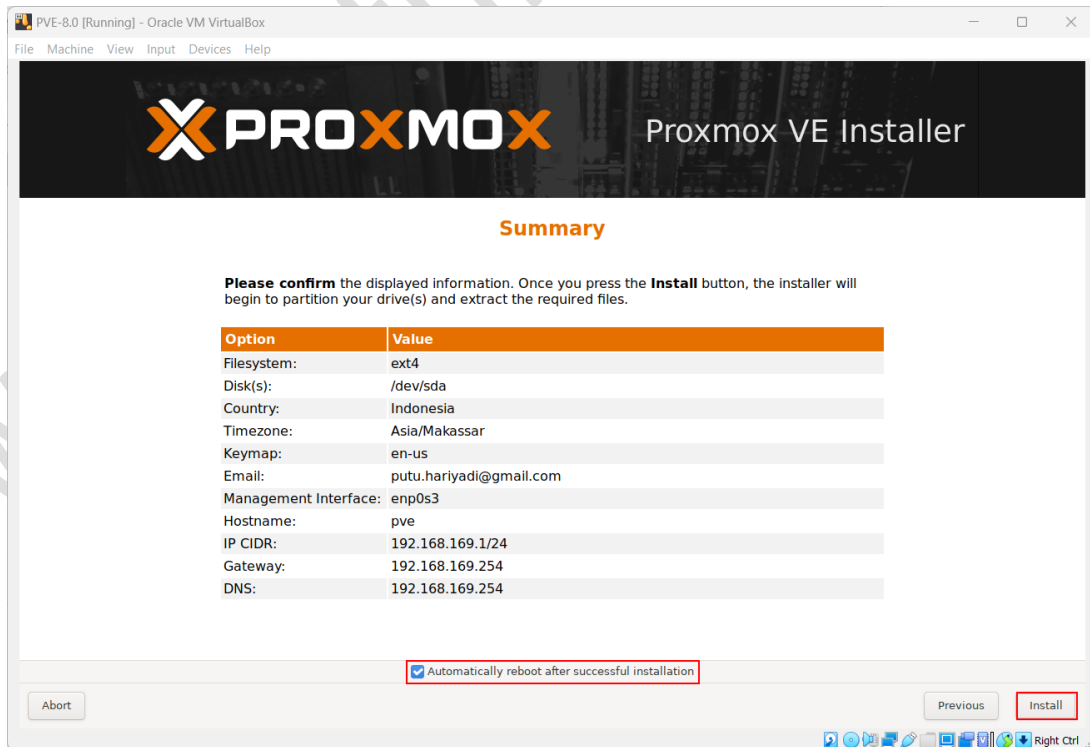 PVE-8.0 [Running] - Oracle VM VirtualBox
File Machine View Input Devices Help
PROXMOX Proxmox VE Installer
Summary
Please confirm the displayed information. Once you press the Install button, the installer will
begin to partition your drive(s) and extract the required files.
Option Value
Filesystem: ext4
Disk(s): /dev/sda
Country: Indonesia
Timezone: Asia/Makassar
Keymap: en-us
Email: putu.hariyadi@gmail.com
Management Interface: enp0s3
Hostname: pve
IP CIDR: 192.168.169.1/24
Gateway: 192.168.169.254
DNS: 192.168.169.254
Automatically reboot after successful installation
Abort Previous Install
Right Ctrl